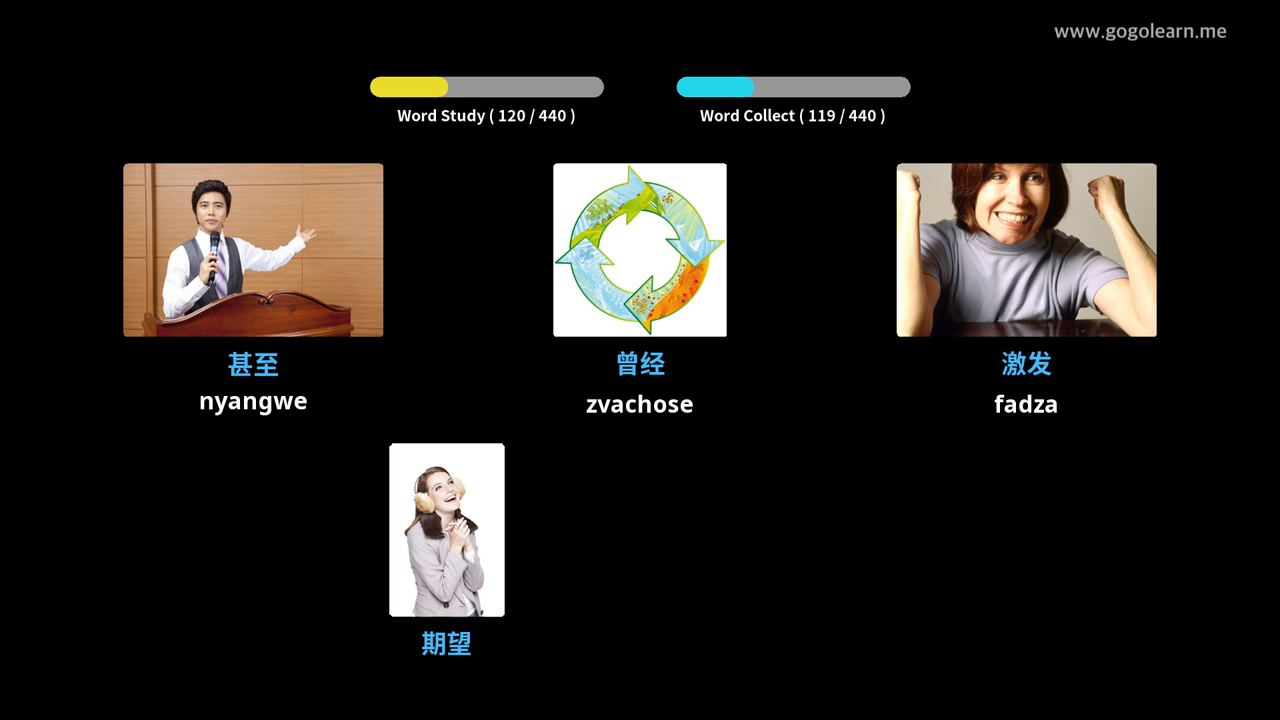 www.gogolearn.me
Word Study ( 120 / 440 )
Word Collect ( 119 / 440 )
甚至
nyangwe
曾经
zvachose
激发
fadza
期望